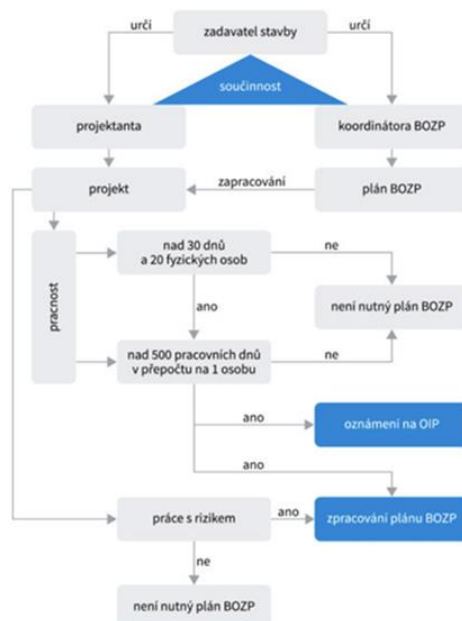 určí
zadavatel stavby
určí
součinnost
projektanta
koordinátora BOZP
projekt
zapracování
plán BOZP
pracnost
nad 30 dnů
a 20 fyzických osob
ne
ano
není nutný plán BOZP
nad 500 pracovních dnů
v přepočtu na 1 osobu
ne
ano
oznámení na OIP
ano
práce s rizikem
ano
zpracování plánu BOZP
ne
není nutný plán BOZP